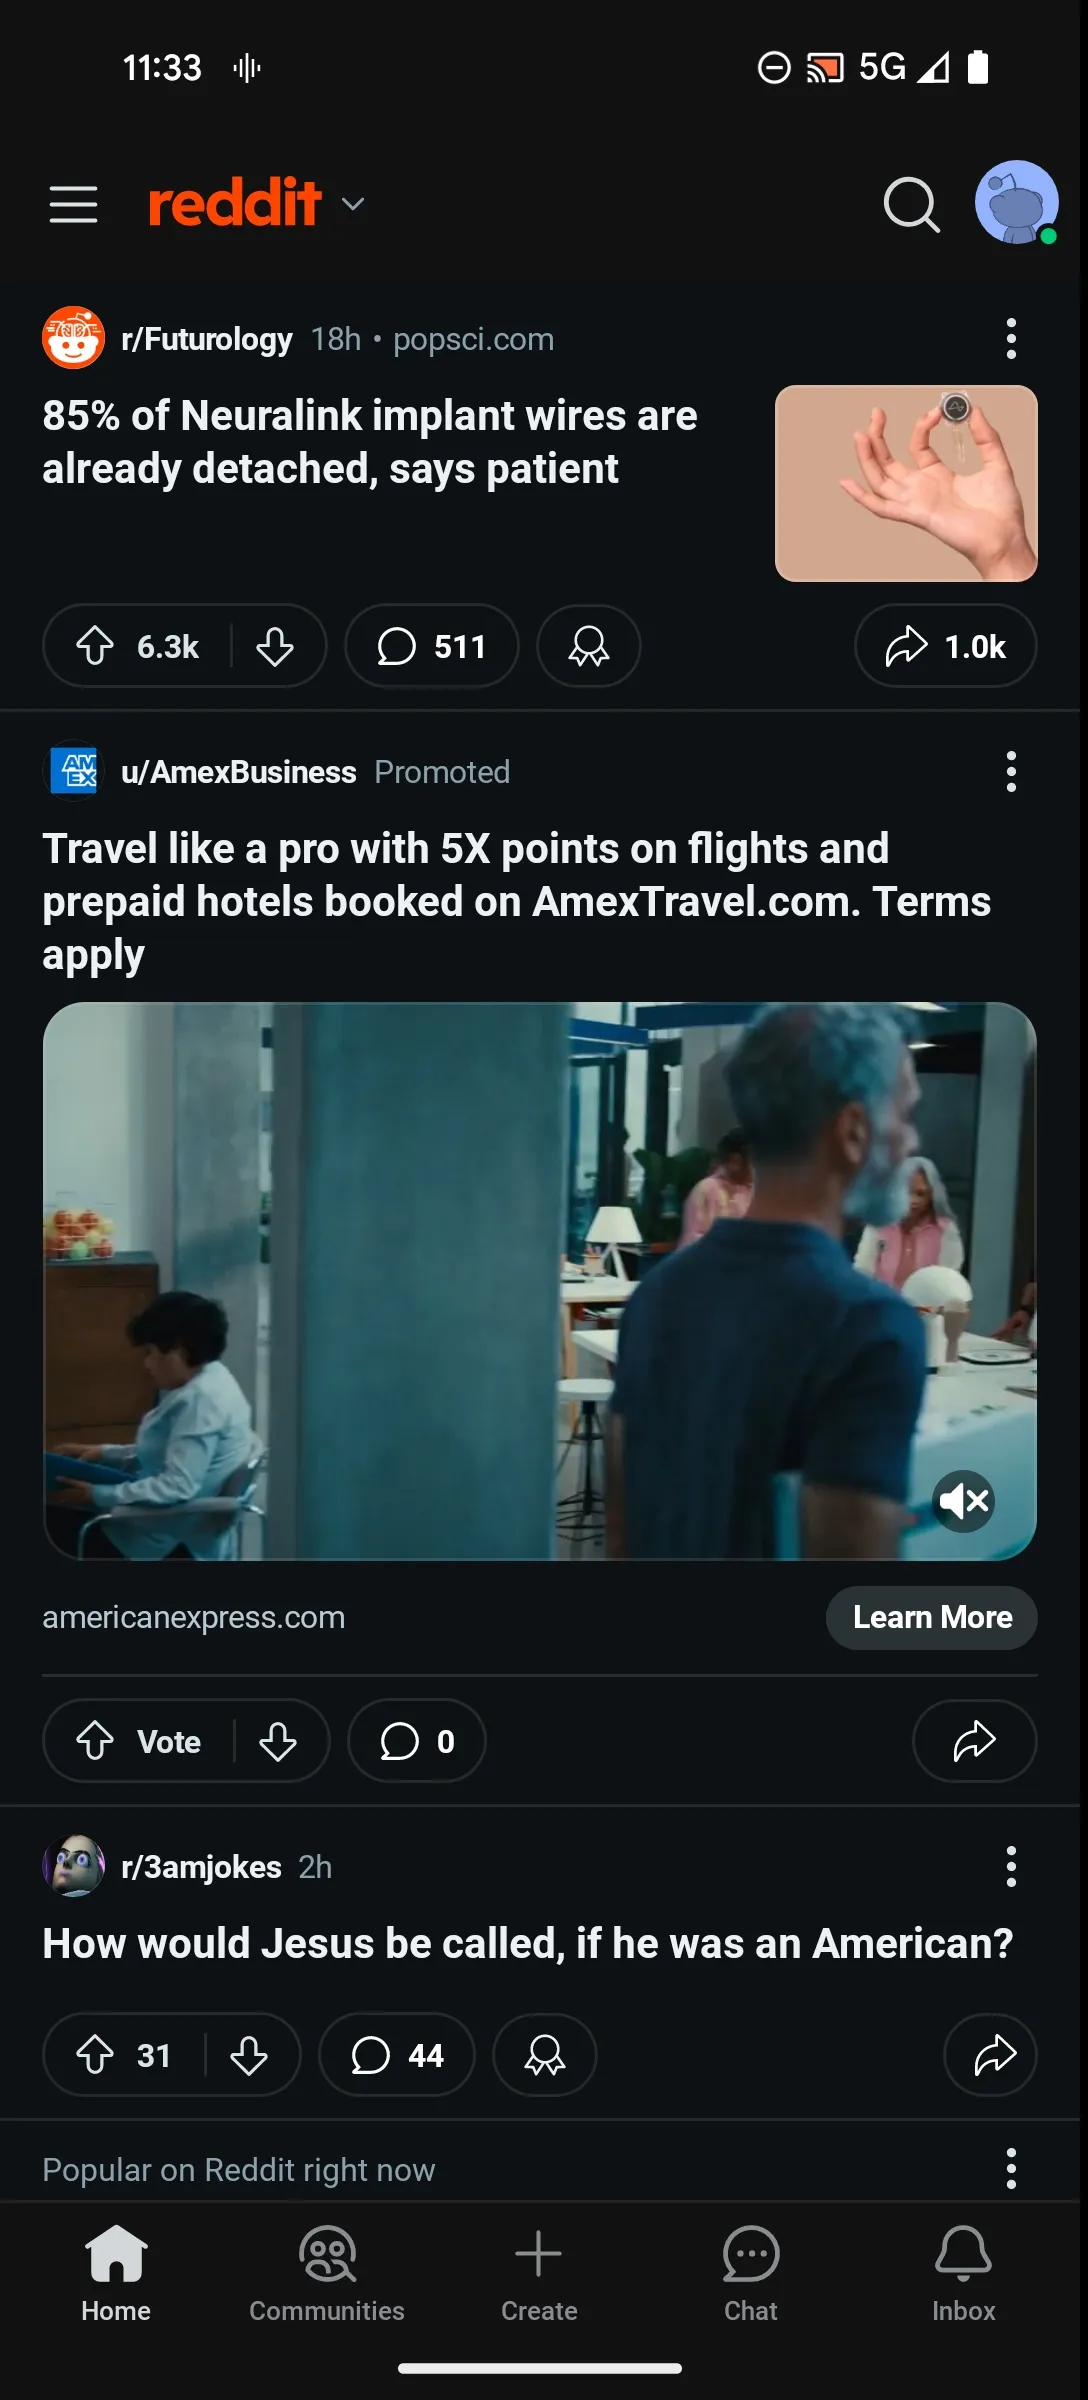 11:33
5G
reddit
r/Futurology 18h • popsci.com
85% of Neuralink implant wires are
already detached, says patient
6.3k
511
1.0k
AM
EX
u/AmexBusiness Promoted
Travel like a pro with 5X points on flights and
prepaid hotels booked on AmexTravel.com. Terms
apply
americanexpress.com
Learn More
Vote
0
r/3amjokes 2h
How would Jesus be called, if he was an American?
31
44
Popular on Reddit right now
Home
Communities
Create
Chat
Inbox